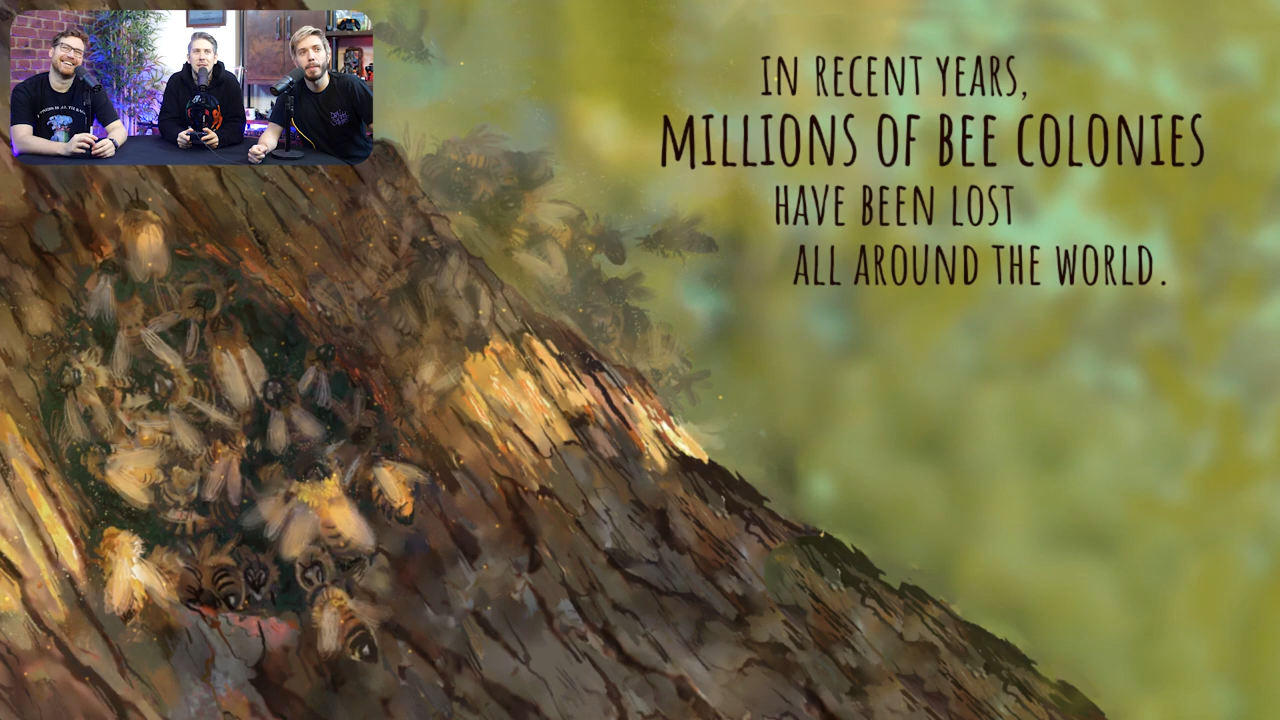 IN RECENT YEARS,
MILLIONS OF BEE COLONIES
HAVE BEEN LOST
ALL AROUND THE WORLD.